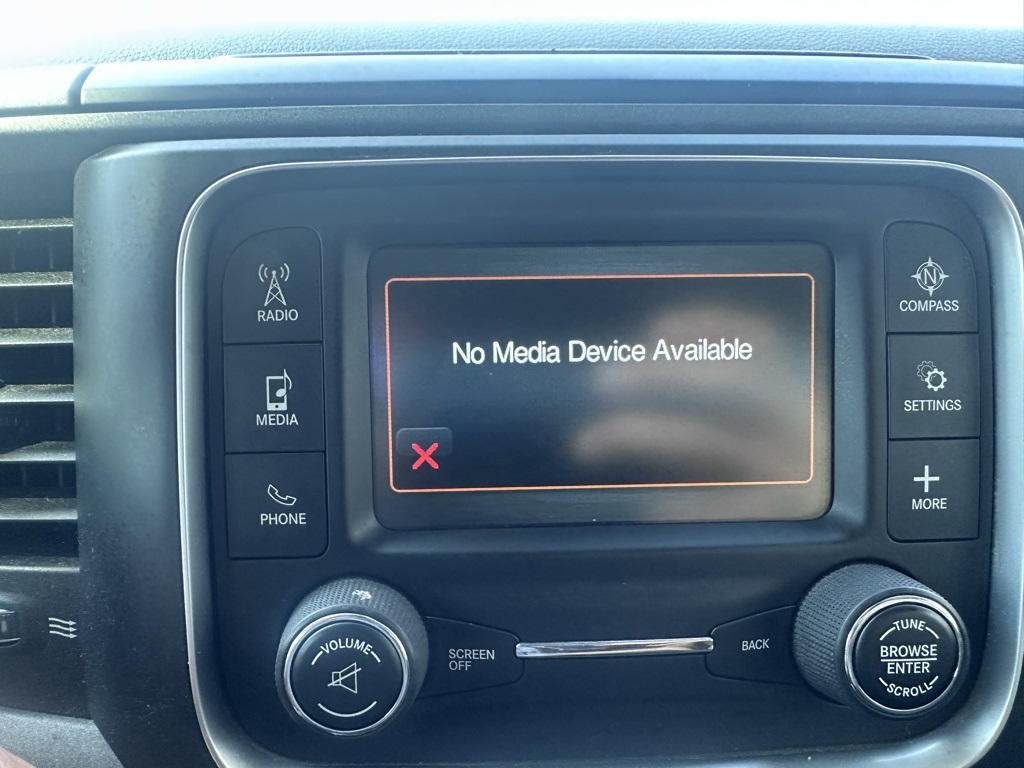 RADIO
MEDIA
PHONE
No Media Device Available
N
COMPASS
SETTINGS
MORE
VOLUME
SCREEN
OFF
BACK
TUNE
BROWSE
ENTER
SCROLL